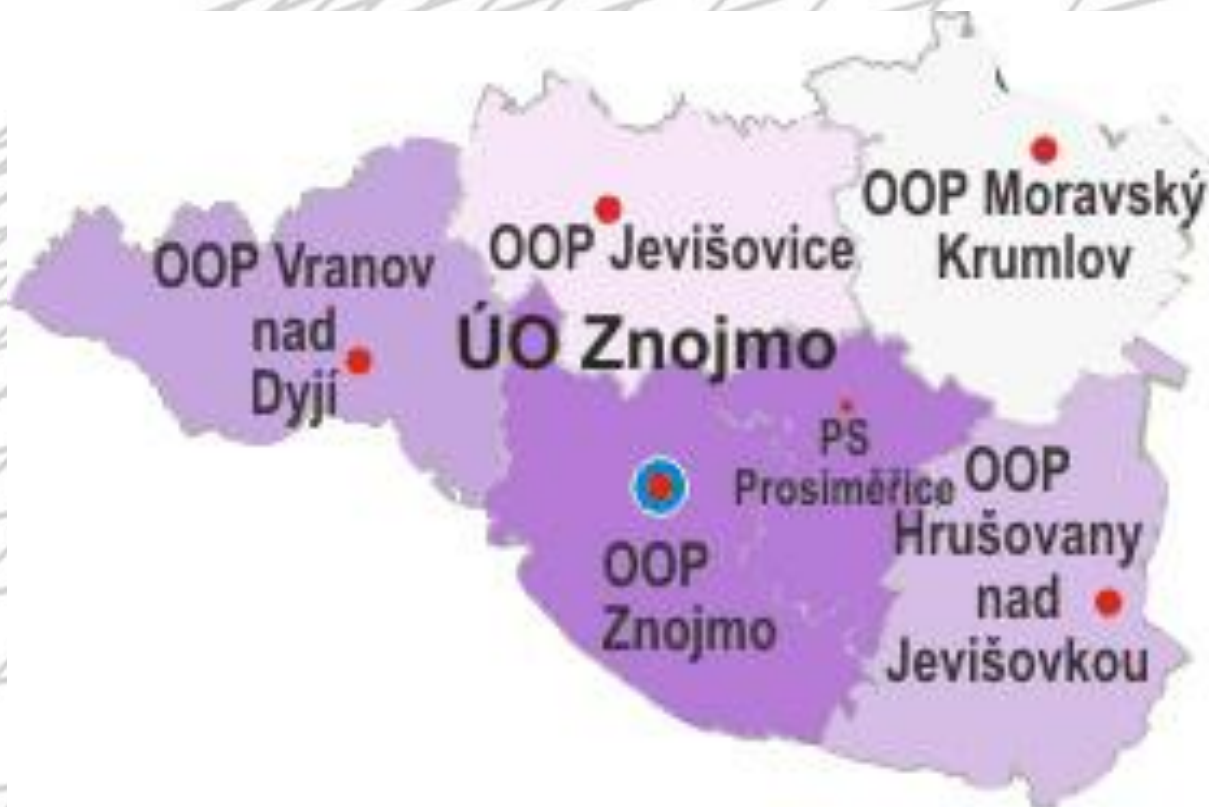 OOP Moravský
Krumlov
OOP Jevišovice
OOP Vranov
nad
Dyjí
ÚO Znojmo
PS
Prosiměřice
OOP
Znojmo
OOP
Hrušovany
nad
Jevišovkou